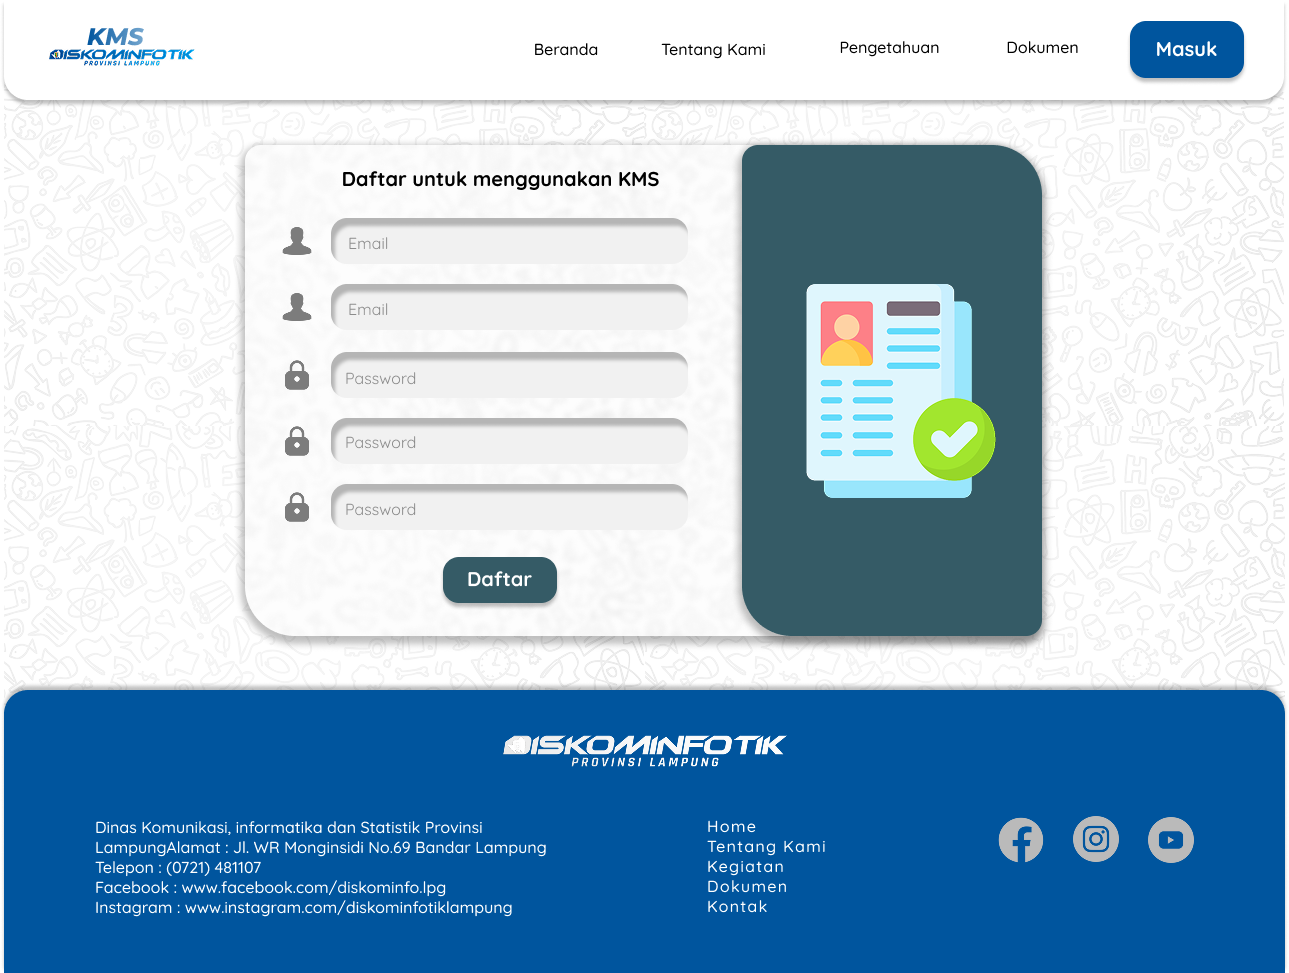 KMS
DISKOMINFOTIK
PROVINSI LAMPUNG
Beranda
Tentang Kami
Pengetahuan
Dokumen
Masuk
Daftar untuk menggunakan KMS
Email
Email
Password
Password
Password
Daftar
DISKOMINFOTIK
PROVINSI LAMPUNG
Dinas Komunikasi, informatika dan Statistik Provinsi
LampungAlamat : Jl. WR Monginsidi No.69 Bandar Lampung
Telepon : (0721) 481107
Facebook : www.facebook.com/diskominfo.lpg
Instagram : www.instagram.com/diskominfotiklampung
Home
Tentang Kami
Kegiatan
Dokumen
Kontak